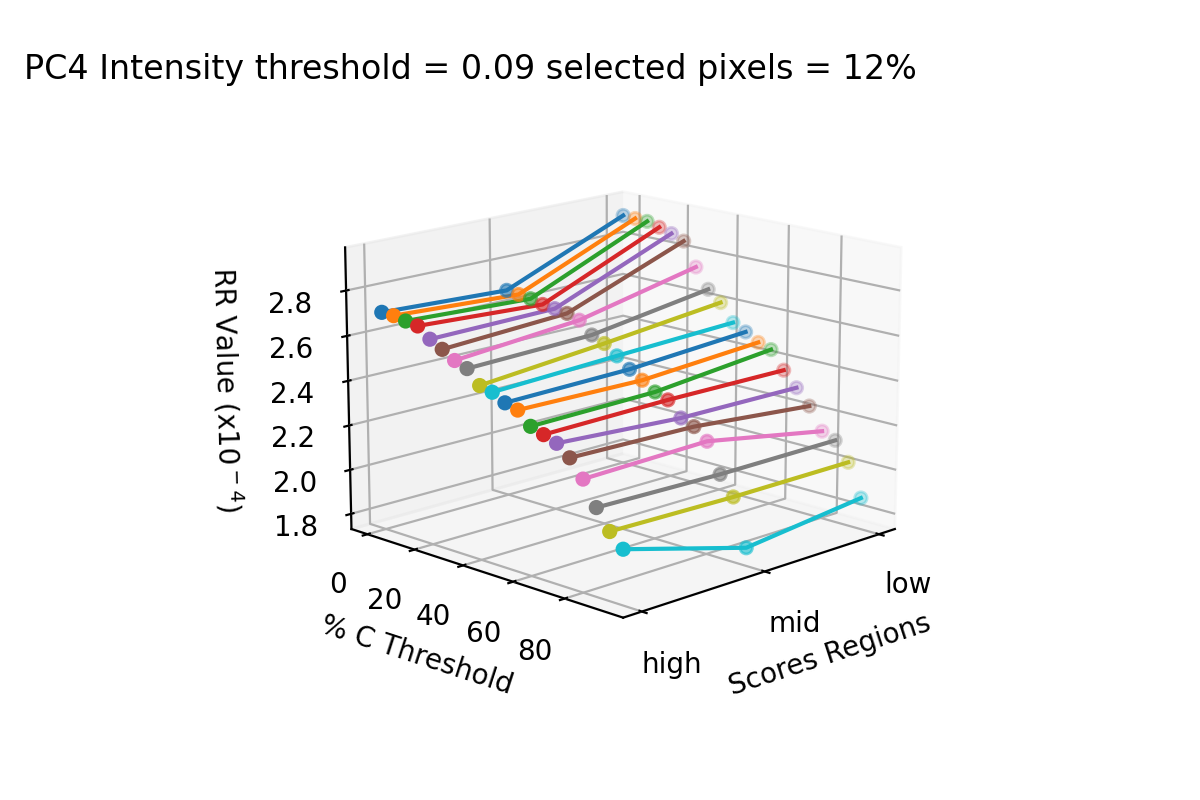 PC4 Intensity threshold = 0.09 selected pixels = 12%
RR Value (x10⁻⁴)
2.8
2.6
2.4
2.2
2.0
1.8
0
20
40
60
80
% C Threshold
high
mid
low
Scores Regions